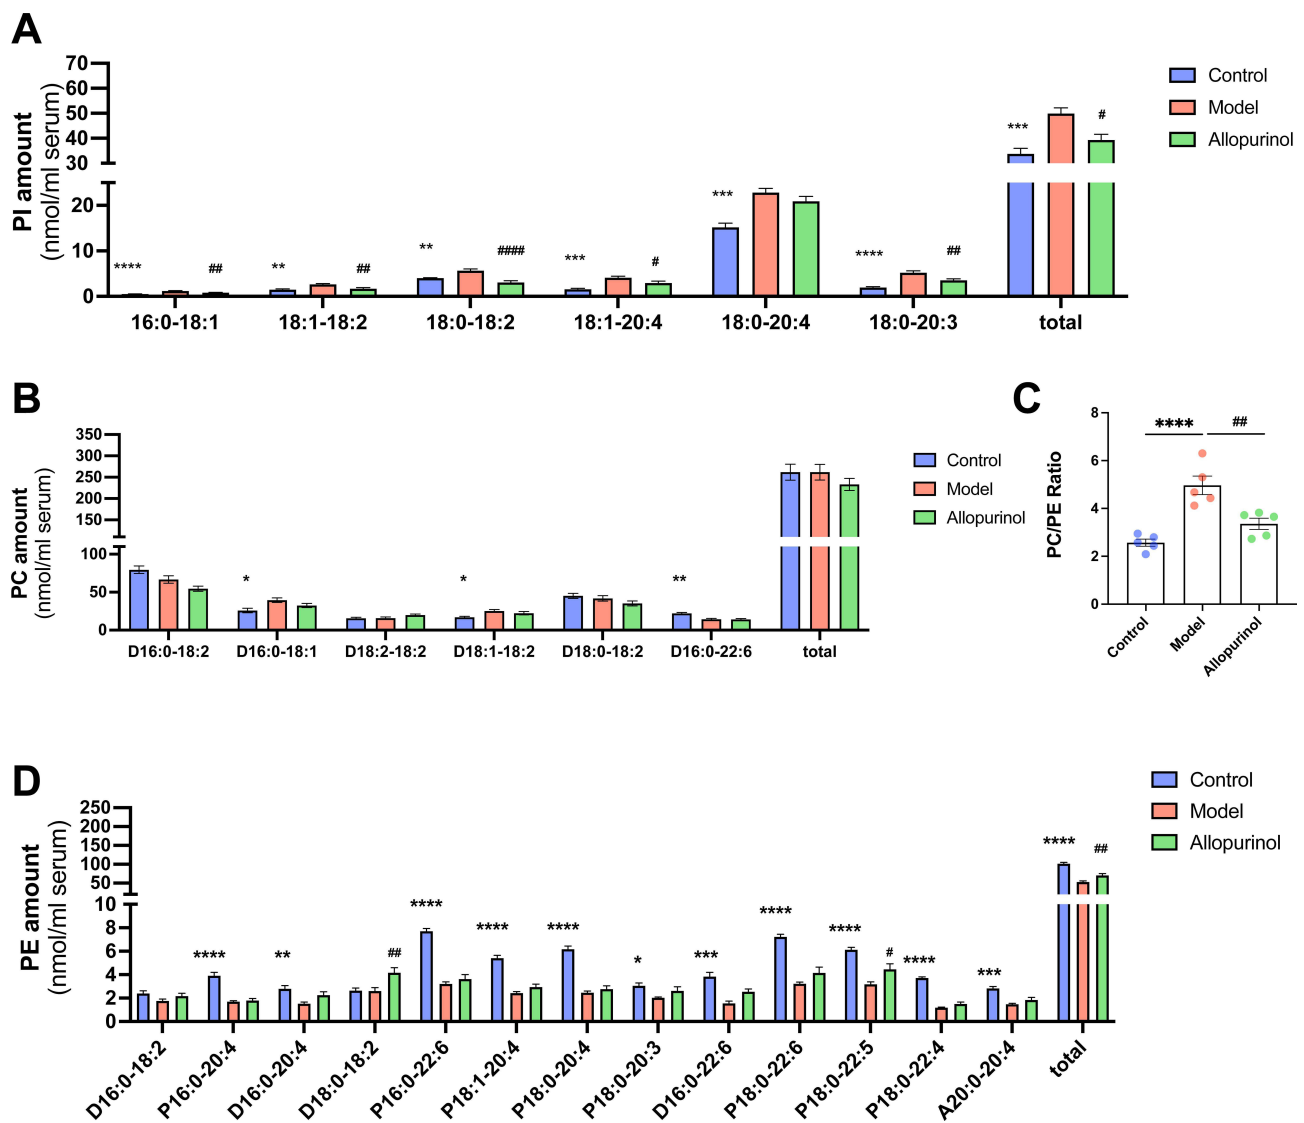 A
PI amount
(nmol/ml serum)
70
60
50
40
30
20
10
0
**** ## ** ## ** #### *** # *** **** ## *** #
16:0-18:1 18:1-18:2 18:0-18:2 18:1-20:4 18:0-20:4 18:0-20:3 total
Control
Model
Allopurinol
B
PC amount
(nmol/ml serum)
350
300
250
200
150
100
50
0
* * **
D16:0-18:2 D16:0-18:1 D18:2-18:2 D18:1-18:2 D18:0-18:2 D16:0-22:6 total
Control
Model
Allopurinol
C
PC/PE Ratio
8
6
4
2
0
**** ##
Control
Model
Allopurinol
D
PE amount
(nmol/ml serum)
250
200
150
100
50
10
8
6
4
2
0
**** ** ## **** **** **** * *** **** **** # **** *** **** ##
D16:0-18:2
P16:0-20:4
D16:0-20:4
D18:0-18:2
P16:0-22:6
P18:1-20:4
P18:0-20:4
P18:0-20:3
D16:0-22:6
P18:0-22:6
P18:0-22:5
P18:0-22:4
A20:0-20:4
total
Control
Model
Allopurinol